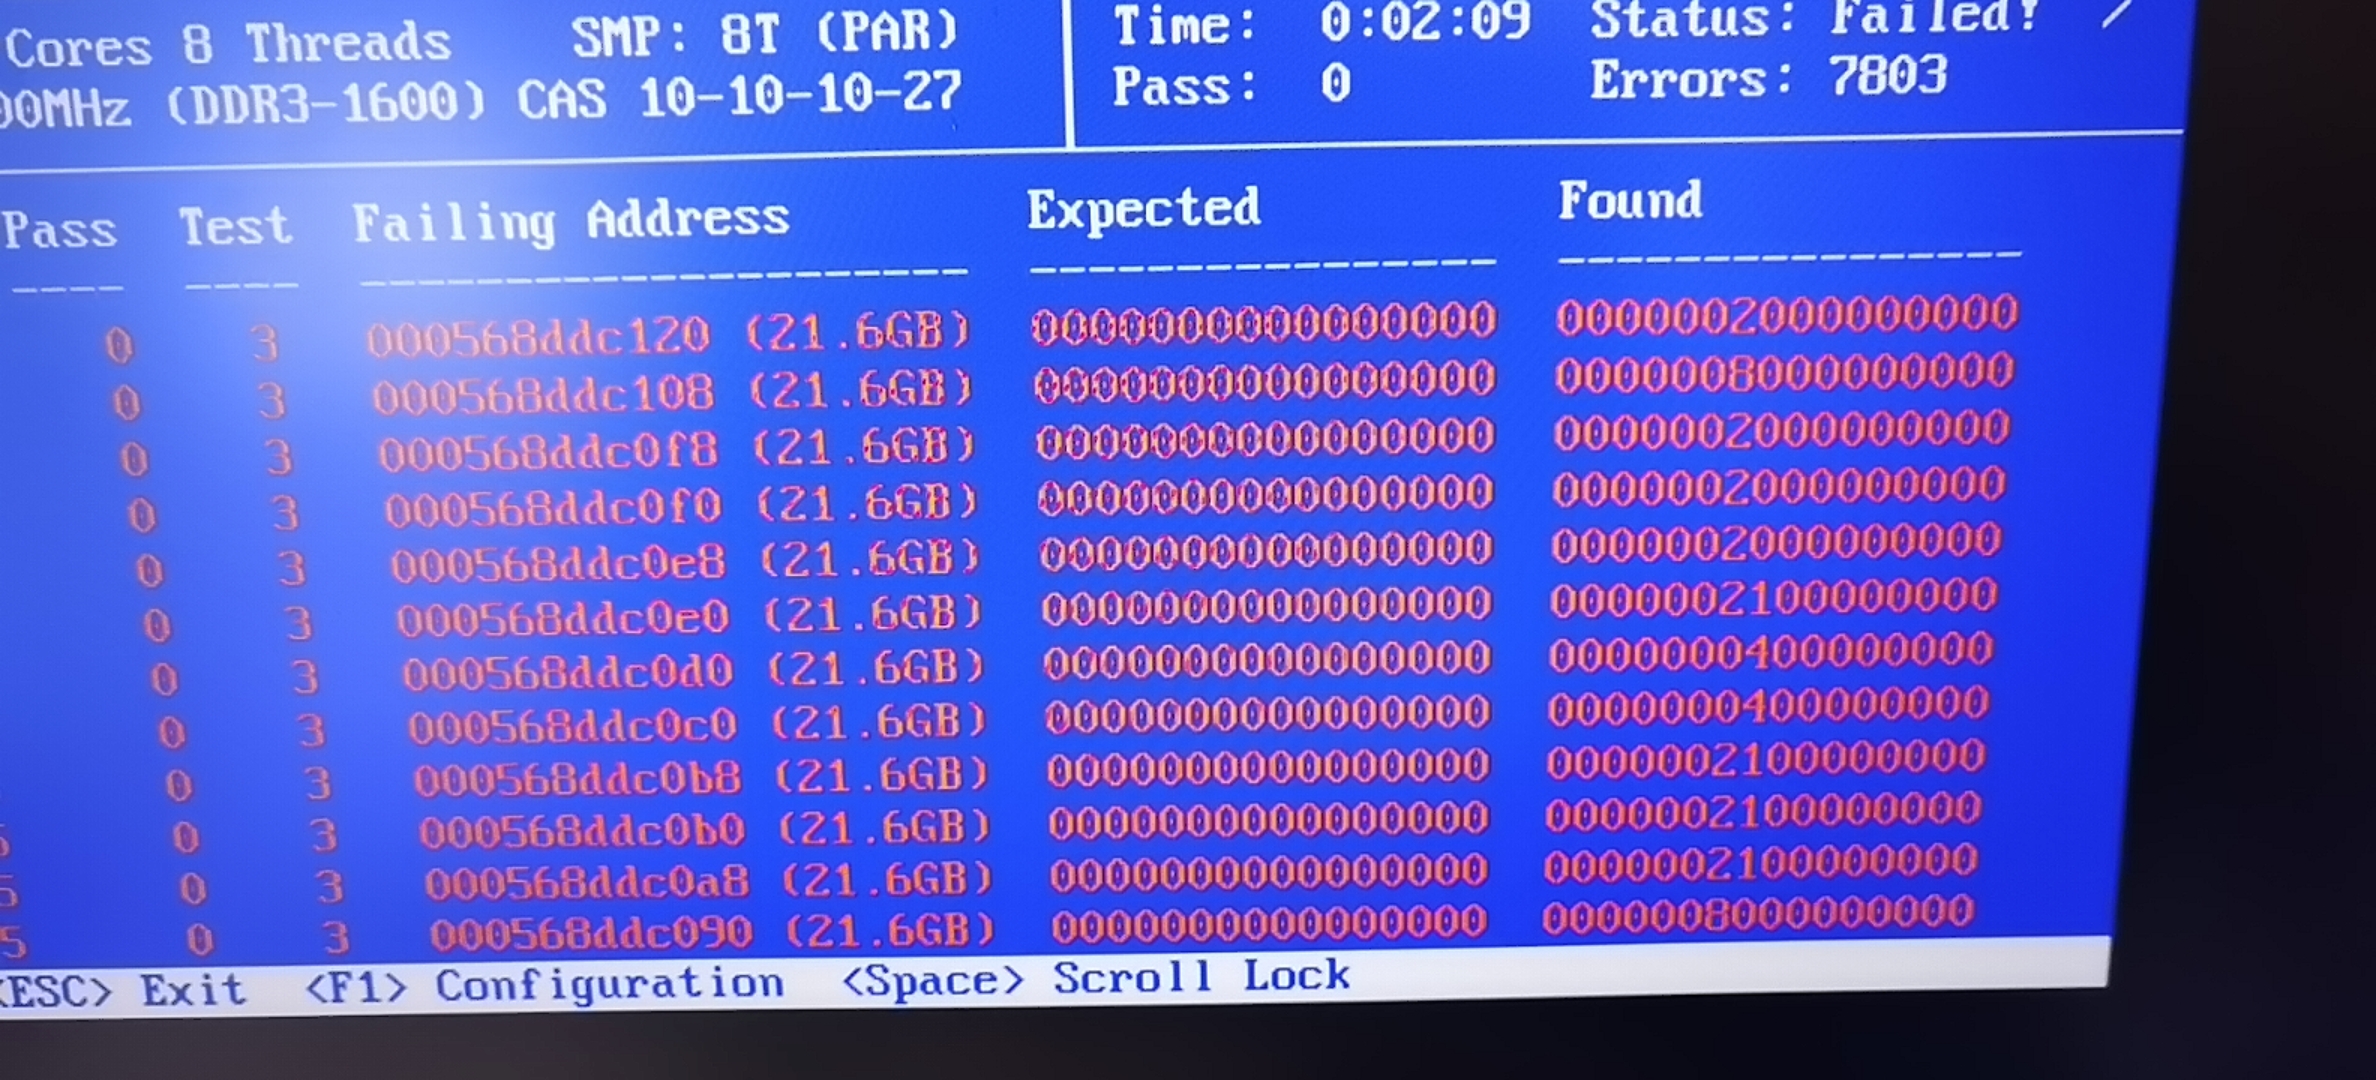 Cores 8 Threads SMP: 8T (PAR) Time: 0:02:09 Status: Failed! /
00MHz (DDR3-1600) CAS 10-10-10-27 Pass: 0 Errors: 7803
Pass Test Failing Address Expected Found
---- ---- ------------------- ---------------- ----------------
0 3 000568ddc120 (21.6GB) 0000000000000000 0000002000000000
0 3 000568ddc108 (21.6GB) 0000000000000000 0000008000000000
0 3 000568ddc0f8 (21.6GB) 0000000000000000 0000002000000000
0 3 000568ddc0f0 (21.6GB) 0000000000000000 0000002000000000
0 3 000568ddc0e8 (21.6GB) 0000000000000000 0000002000000000
0 3 000568ddc0e0 (21.6GB) 0000000000000000 0000002100000000
0 3 000568ddc0d0 (21.6GB) 0000000000000000 0000000400000000
0 3 000568ddc0c0 (21.6GB) 0000000000000000 0000000400000000
0 3 000568ddc0b8 (21.6GB) 0000000000000000 0000002100000000
0 3 000568ddc0b0 (21.6GB) 0000000000000000 0000002100000000
5 0 3 000568ddc0a8 (21.6GB) 0000000000000000 0000002100000000
5 0 3 000568ddc090 (21.6GB) 0000000000000000 0000008000000000
<ESC> Exit <F1> Configuration <Space> Scroll Lock